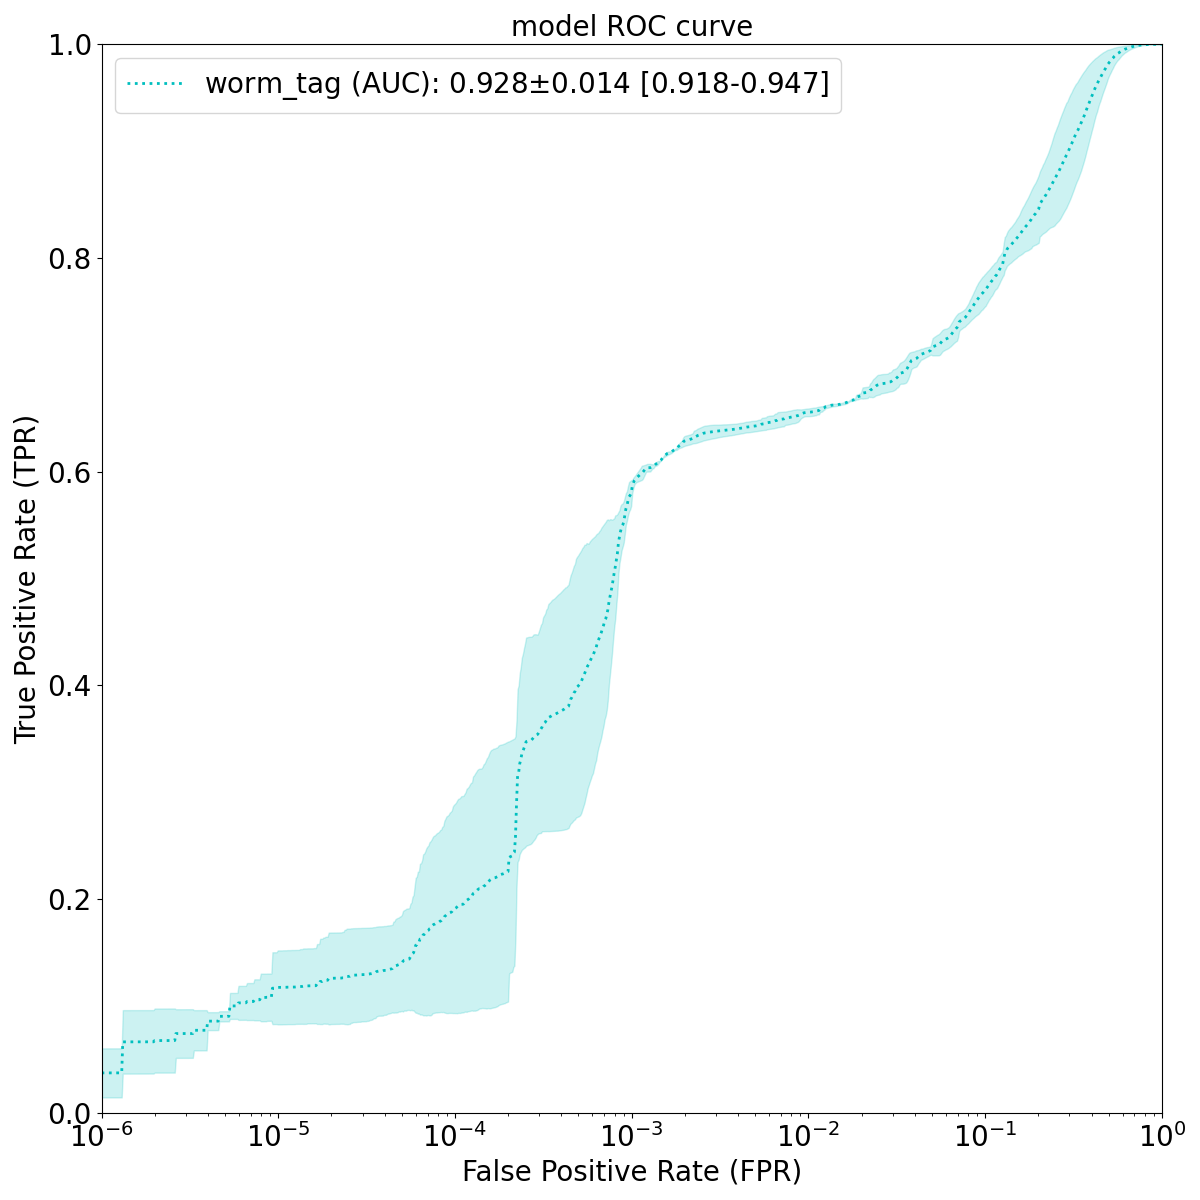 model ROC curve
worm_tag (AUC): 0.928±0.014 [0.918-0.947]
True Positive Rate (TPR)
1.0
0.8
0.6
0.4
0.2
0.0
10⁻⁶ 10⁻⁵ 10⁻⁴ 10⁻³ 10⁻² 10⁻¹ 10⁰
False Positive Rate (FPR)